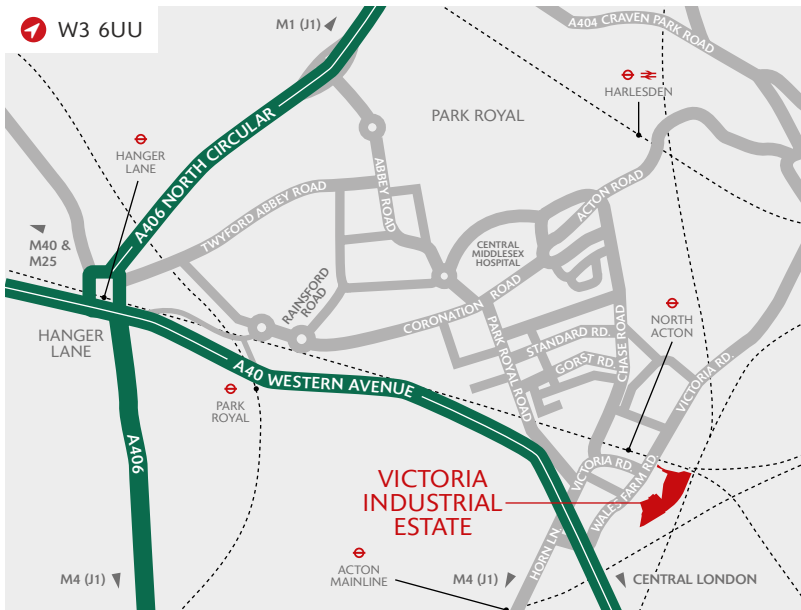 W3 6UU
M1 (J1)
A404 CRAVEN PARK ROAD
HARLESDEN
PARK ROYAL
HANGER
LANE
A406 NORTH CIRCULAR
ABBEY ROAD
TWYFORD ABBEY ROAD
ACTON ROAD
M40 &
M25
CENTRAL
MIDDLESEX
HOSPITAL
RAINSFORD
ROAD
CORONATION ROAD
NORTH
ACTON
HANGER
LANE
STANDARD RD.
GORST RD.
CHASE ROAD
PARK ROYAL ROAD
VICTORIA RD.
A40 WESTERN AVENUE
PARK
ROYAL
A406
VICTORIA RD.
WALES FARM RD.
VICTORIA
INDUSTRIAL
ESTATE
HORN LN.
ACTON
MAINLINE
M4 (J1)
M4 (J1)
CENTRAL LONDON